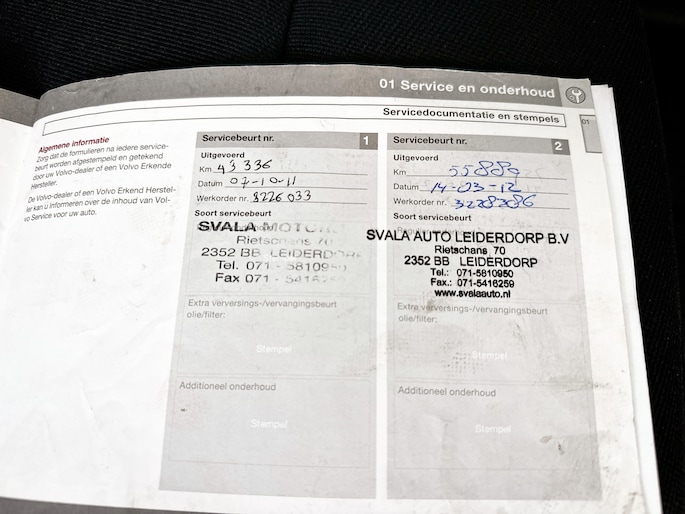 01 Service en onderhoud
Servicedocumentatie en stempels
01
Algemene informatie
Zorg dat de formulieren na iedere service-
beurt worden afgestempeld en getekend
door uw Volvo-dealer of een Volvo Erkende
Hersteller.
De Volvo-dealer of een Volvo Erkend Herstel-
ler kan u informeren over de inhoud van Vol-
vo Service voor uw auto.
Servicebeurt nr. 1
Uitgevoerd
Km 43 336
Datum 07-10-11
Werkorder nr. 3226 033
Soort servicebeurt
SVALA MOTOR
Rietschans 70
2352 BB LEIDERDORP
Tel. 071 - 5810950
Fax 071 - 5416
Extra verversings-/vervangingsbeurt
olie/filter:
Stempel
Additioneel onderhoud
Stempel
Servicebeurt nr. 2
Uitgevoerd
Km 55889
Datum 14-03-12
Werkorder nr. 3228386
Soort servicebeurt
SVALA AUTO LEIDERDORP B.V
Rietschans 70
2352 BB LEIDERDORP
Tel.: 071-5810950
Fax.: 071-5416259
www.svalaauto.nl
Extra verversings-/vervangingsbeurt
olie/filter:
Stempel
Additioneel onderhoud
Stempel